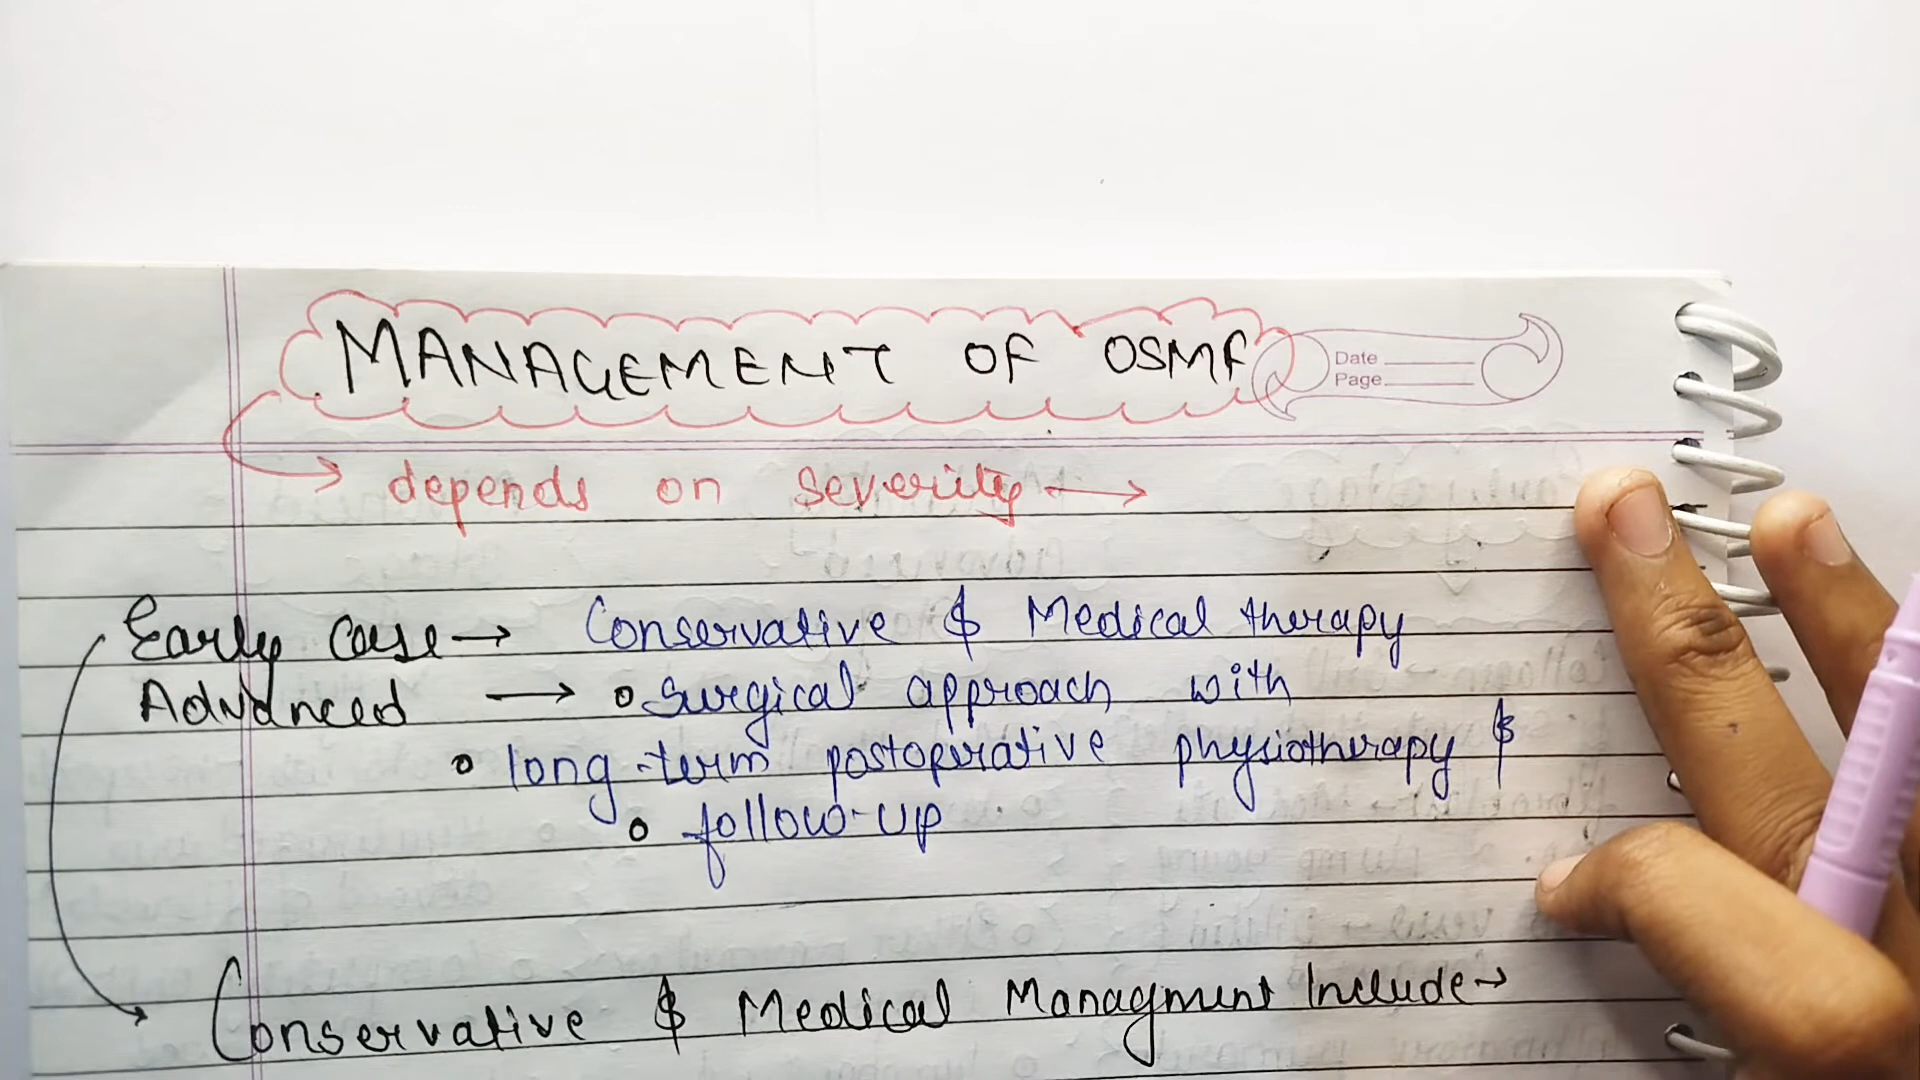 MANAGEMENT OF OSMF
Date
Page
→ depends on severity →
Early Case → Conservative & Medical therapy
Advanced → o Surgical approach with
o long-term postoperative physiotherapy &
o follow-up
Conservative & Medical Managment Include →